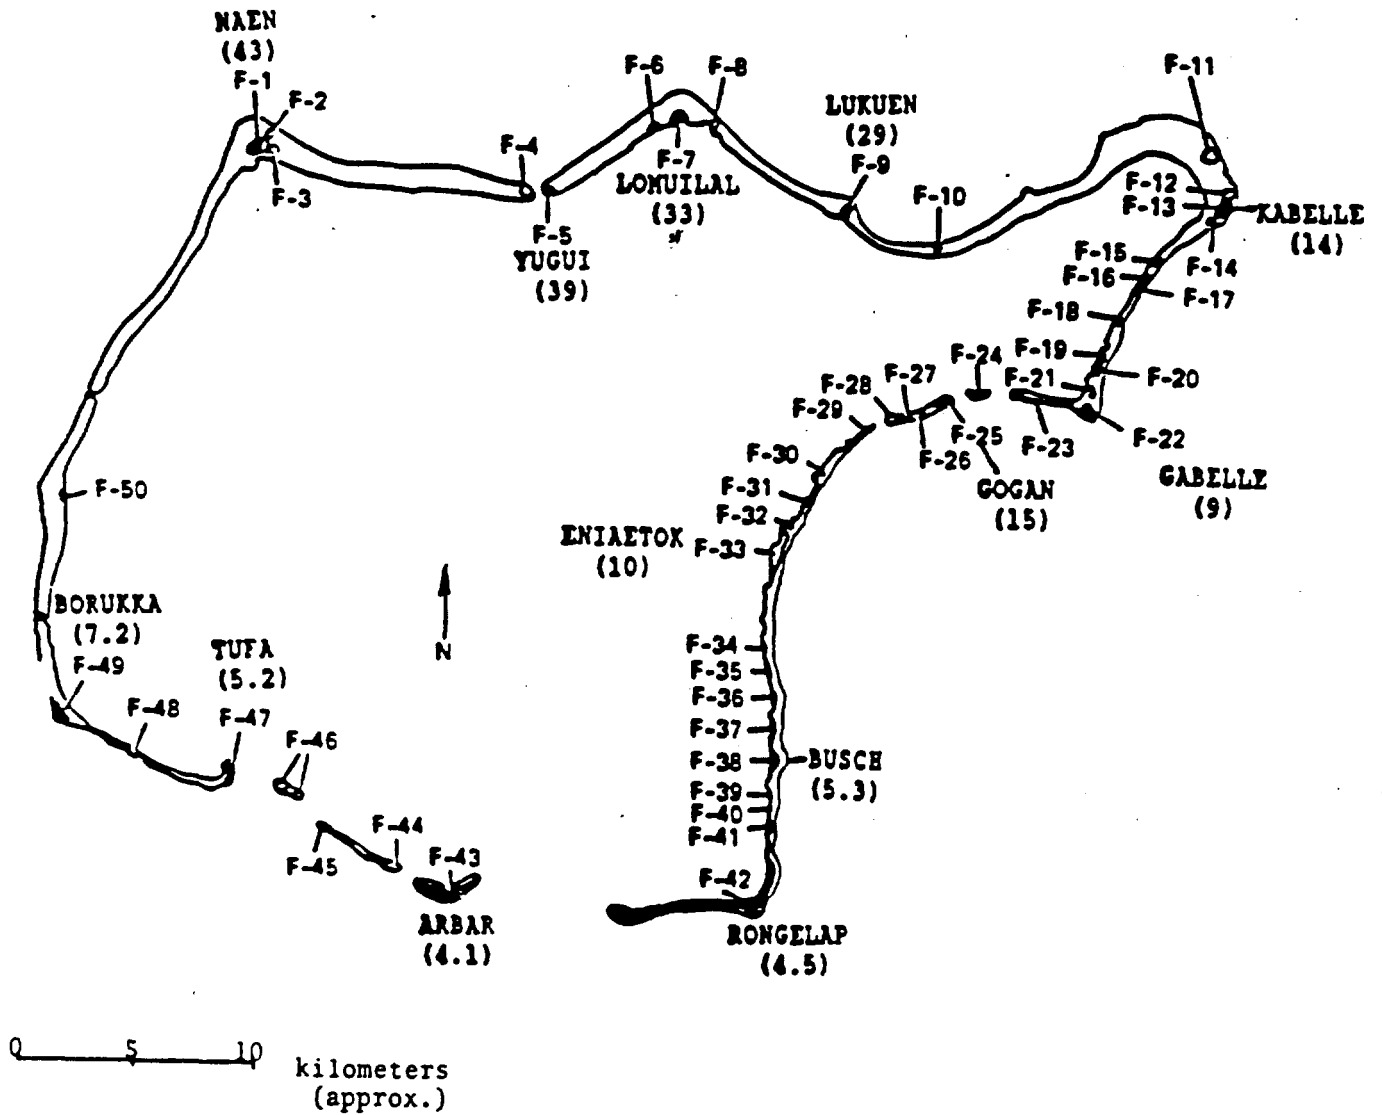 NAEN
(43)
F-1
F-2
F-3
F-4
F-5
YUGUI
(39)
F-6
F-8
F-7
LOMUILAL
(33)
LUKUEN
(29)
F-9
F-10
F-11
F-12
F-13
KABELLE
(14)
F-14
F-15
F-16
F-17
F-18
F-19
F-20
F-21
F-22
F-23
GABELLE
(9)
F-24
F-25
F-26
GOGAN
(15)
F-27
F-28
F-29
F-30
F-31
F-32
F-33
ENIAETOK
(10)
F-34
F-35
F-36
F-37
F-38
BUSCH
(5.3)
F-39
F-40
F-41
F-42
RONGELAP
(4.5)
F-50
BORUKKA
(7.2)
F-49
F-48
TUFA
(5.2)
F-47
F-46
F-45
F-44
F-43
ARBAR
(4.1)
N
0 5 10
kilometers
(approx.)